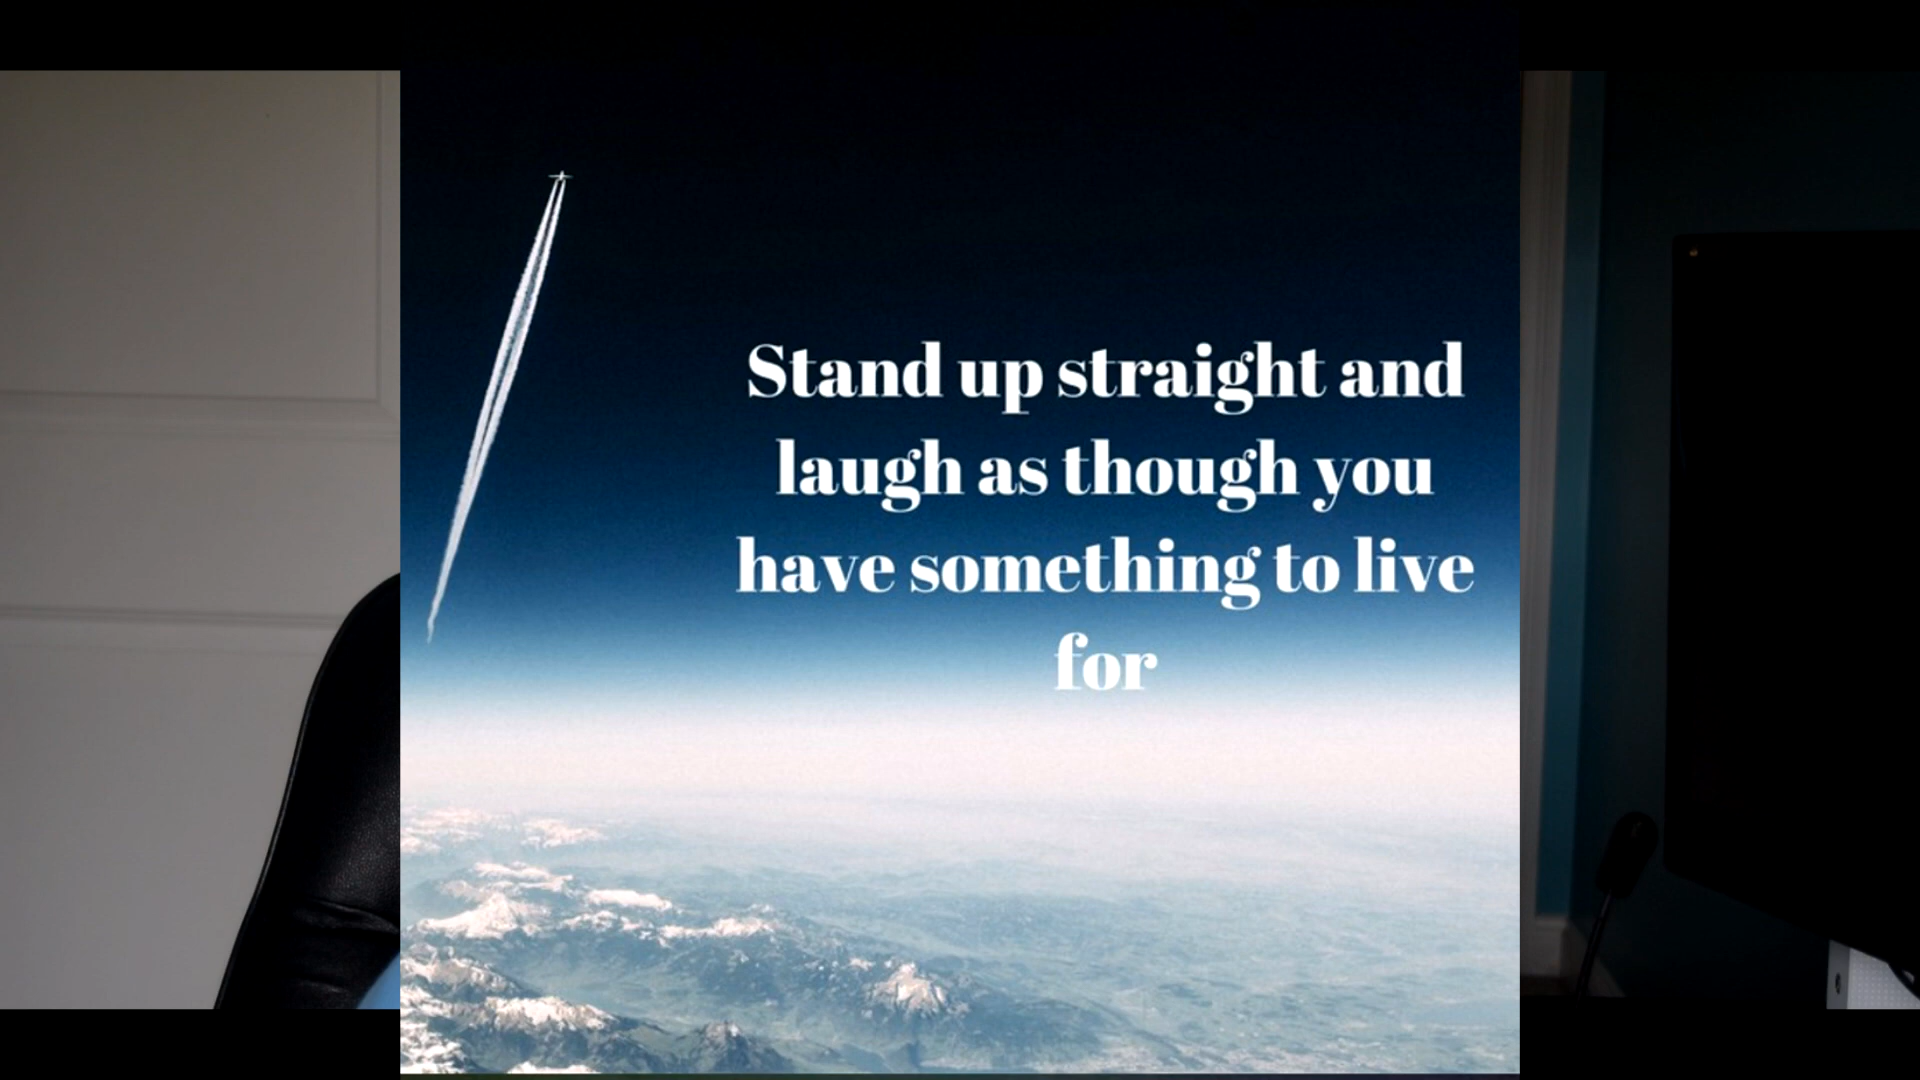 Stand up straight and
laugh as though you
have something to live
for